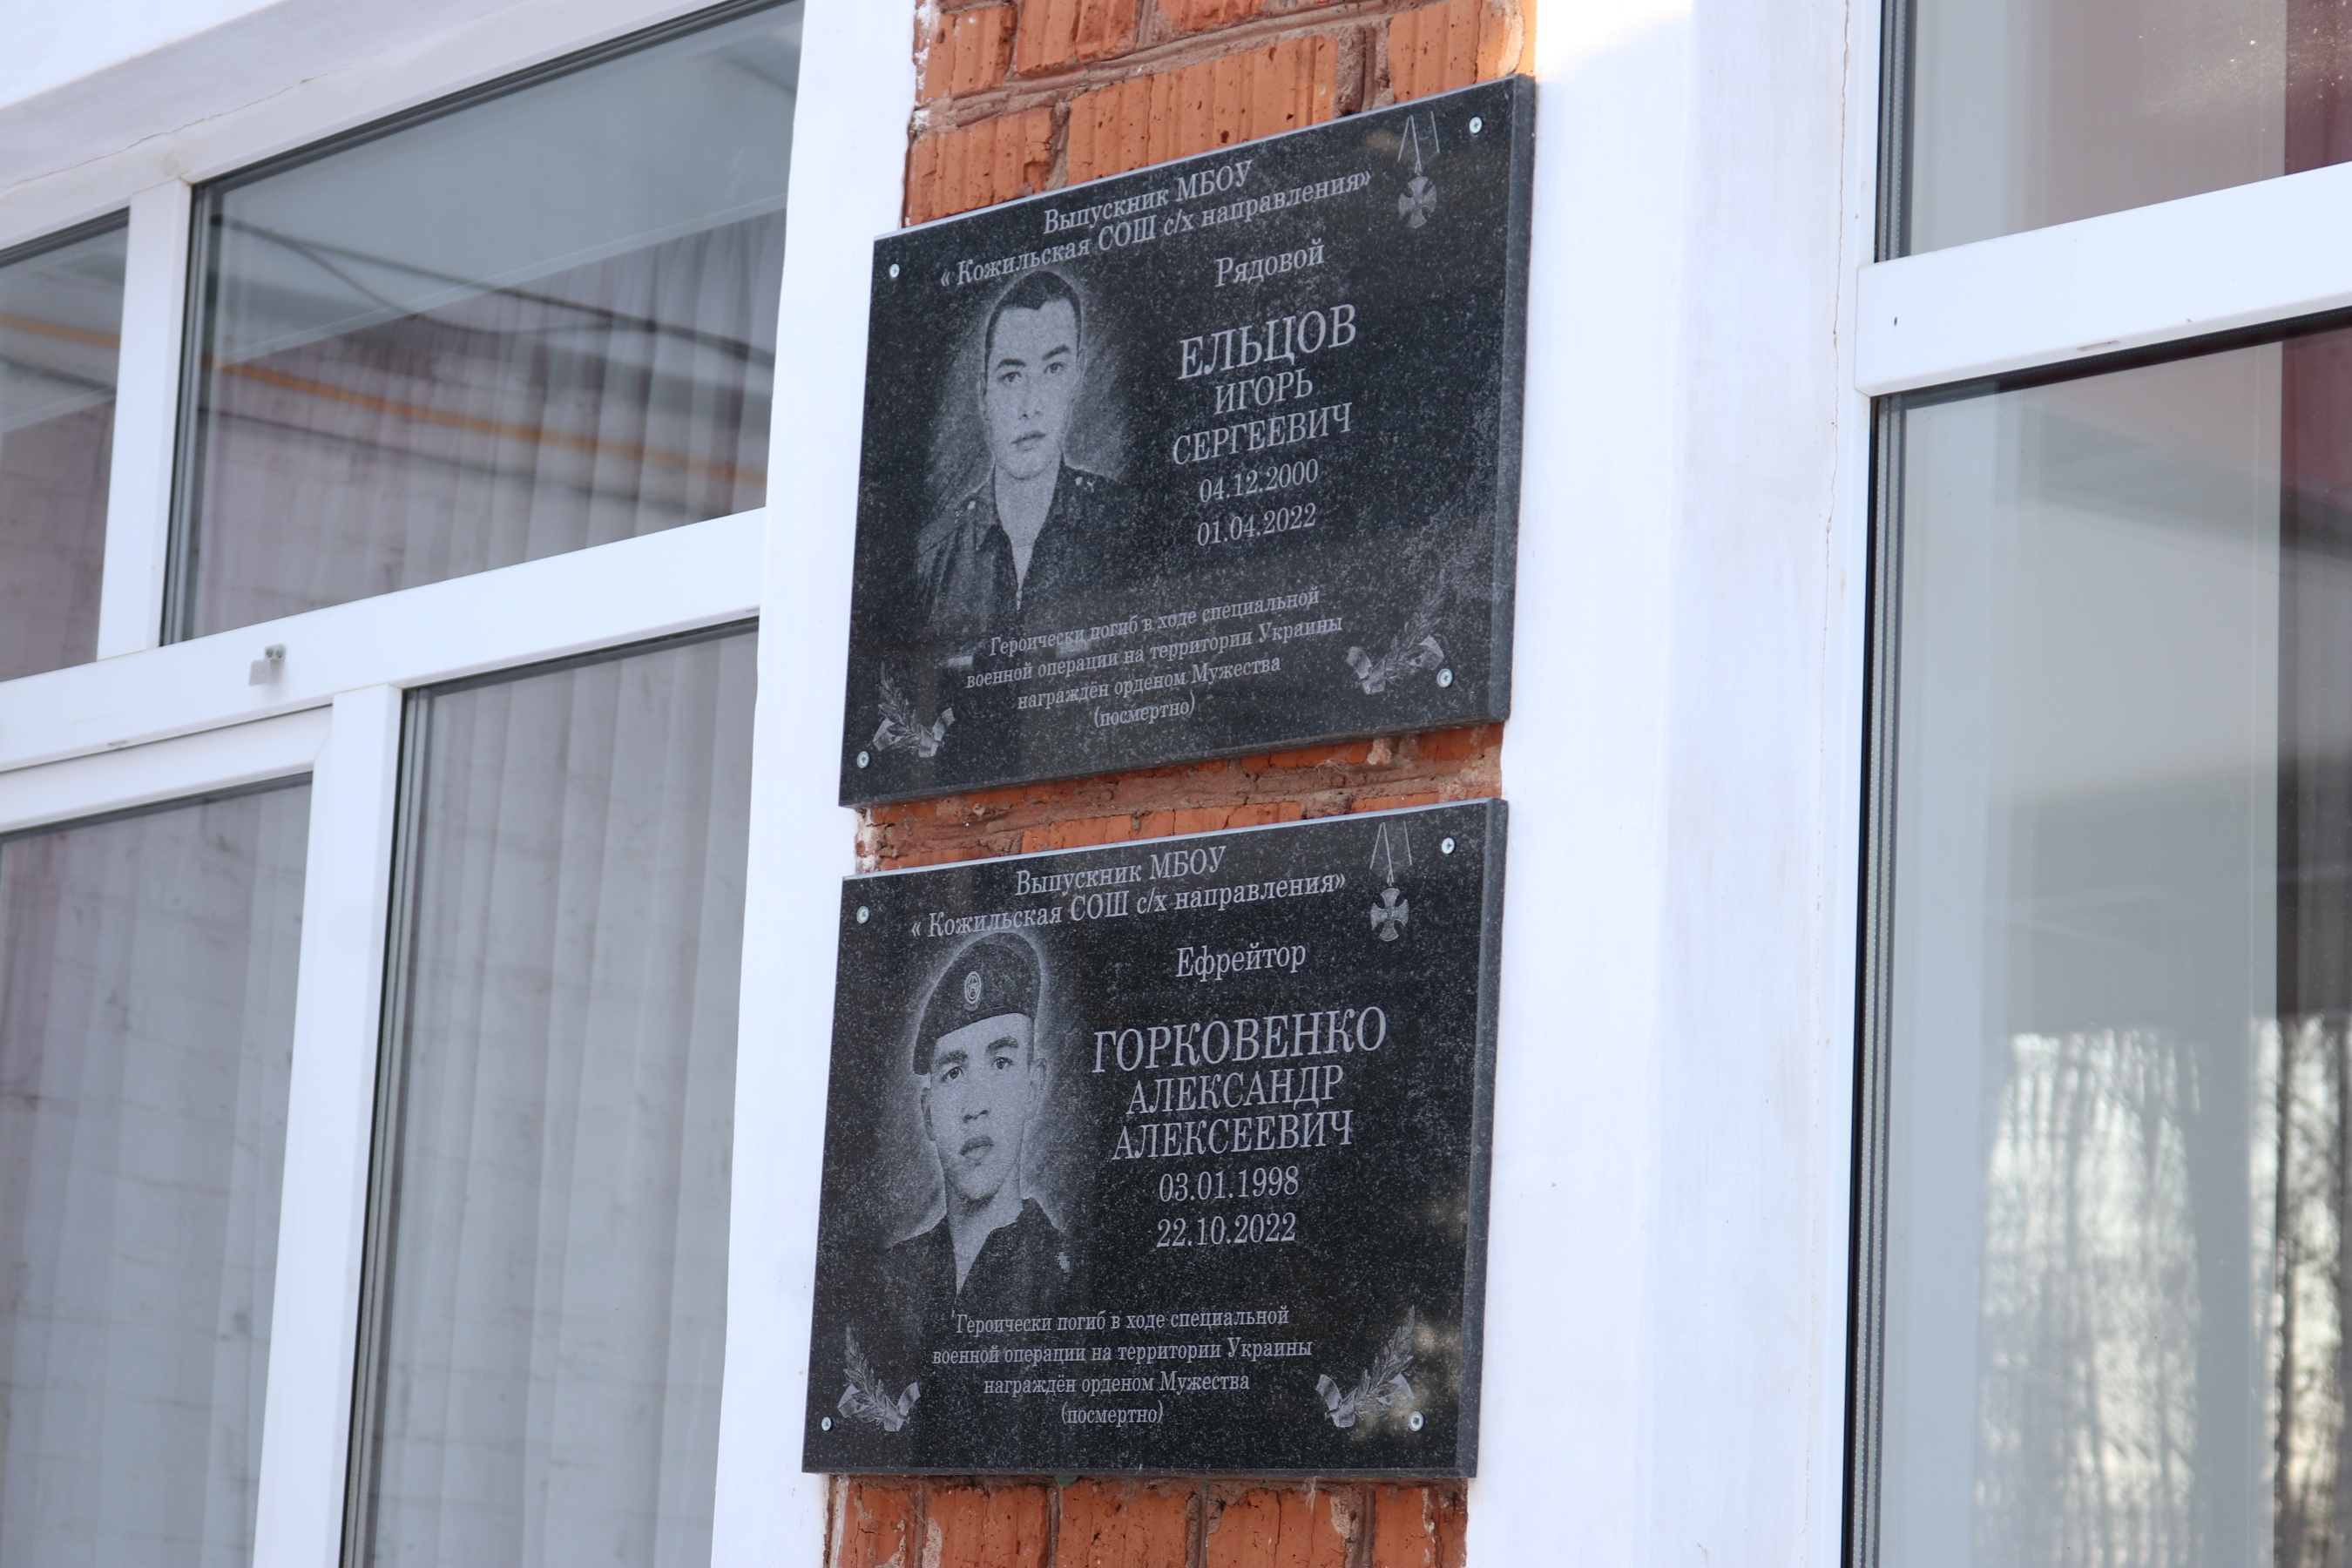 Выпускник МБОУ
« Кожильская СОШ с/х направления»
Рядовой
ЕЛЬЦОВ
ИГОРЬ
СЕРГЕЕВИЧ
04.12.2000
01.04.2022
Героически погиб в ходе специальной
военной операции на территории Украины
награждён орденом Мужества
(посмертно)
Выпускник МБОУ
« Кожильская СОШ с/х направления»
Ефрейтор
ГОРКОВЕНКО
АЛЕКСАНДР
АЛЕКСЕЕВИЧ
03.01.1998
22.10.2022
Героически погиб в ходе специальной
военной операции на территории Украины
награждён орденом Мужества
(посмертно)